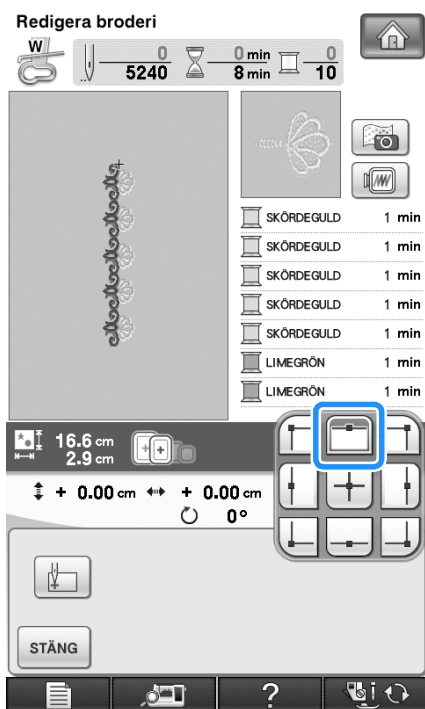 Redigera broderi
W
0 0 min 0
5240 8 min 10
SKÖRDEGULD 1 min
SKÖRDEGULD 1 min
SKÖRDEGULD 1 min
SKÖRDEGULD 1 min
SKÖRDEGULD 1 min
LIMEGRÖN 1 min
LIMEGRÖN 1 min
16.6 cm
2.9 cm
+ 0.00 cm + 0.00 cm
0°
STÄNG
?